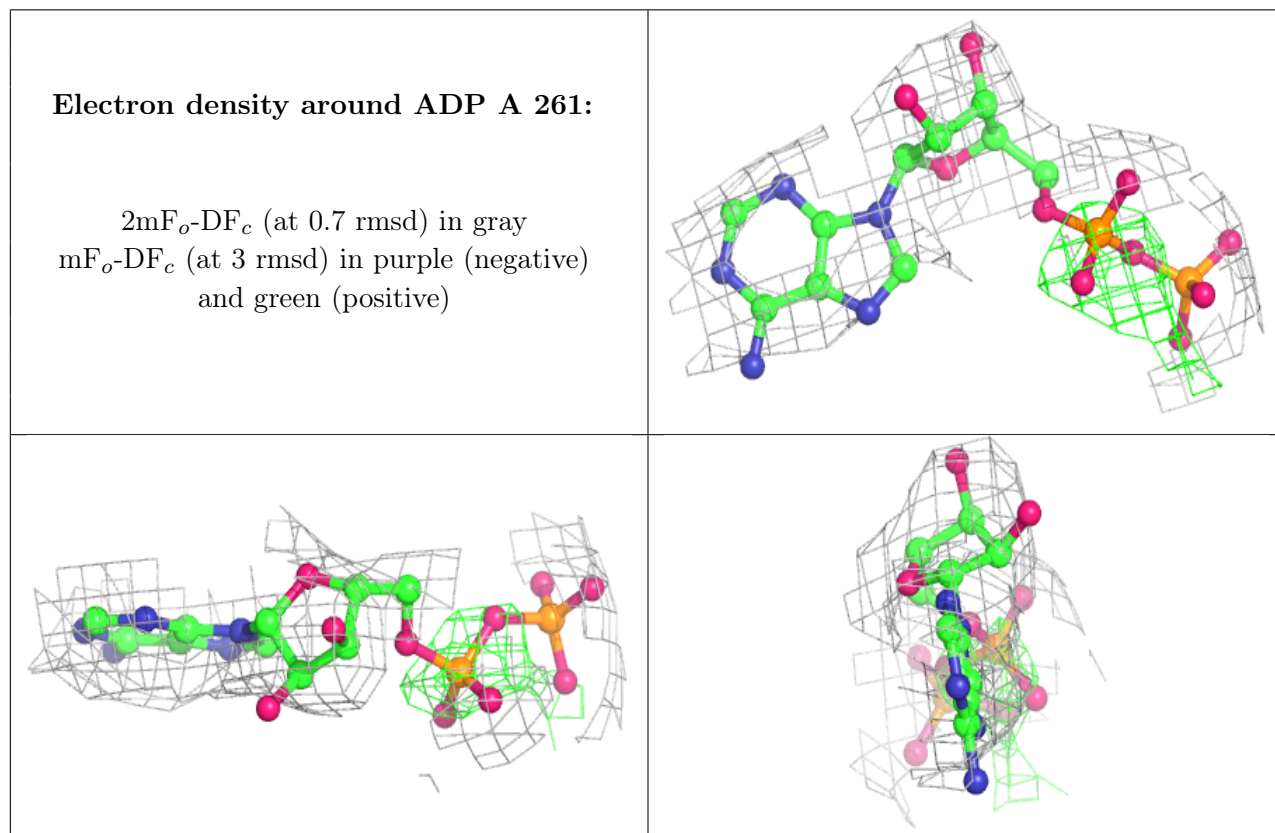 Electron density around ADP A 261:
2mFo-DFc (at 0.7 rmsd) in gray
mFo-DFc (at 3 rmsd) in purple (negative)
and green (positive)